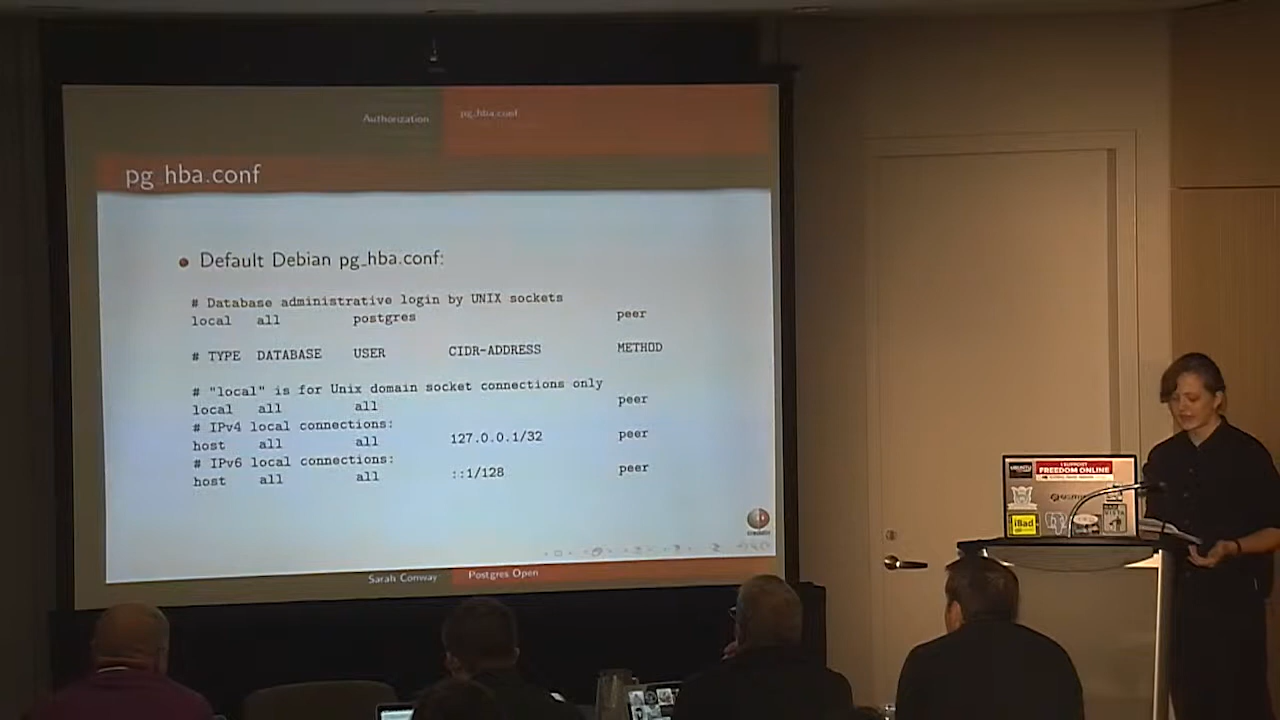 Authorization pg_hba.conf
pg_hba.conf
Default Debian pg_hba.conf:
# Database administrative login by UNIX sockets
local all postgres peer
# TYPE DATABASE USER CIDR-ADDRESS METHOD
# "local" is for Unix domain socket connections only
local all all peer
# IPv4 local connections:
host all all 127.0.0.1/32 peer
# IPv6 local connections:
host all all ::1/128 peer
Sarah Conway Postgres Open
I SUPPORT
FREEDOM ONLINE
iBad